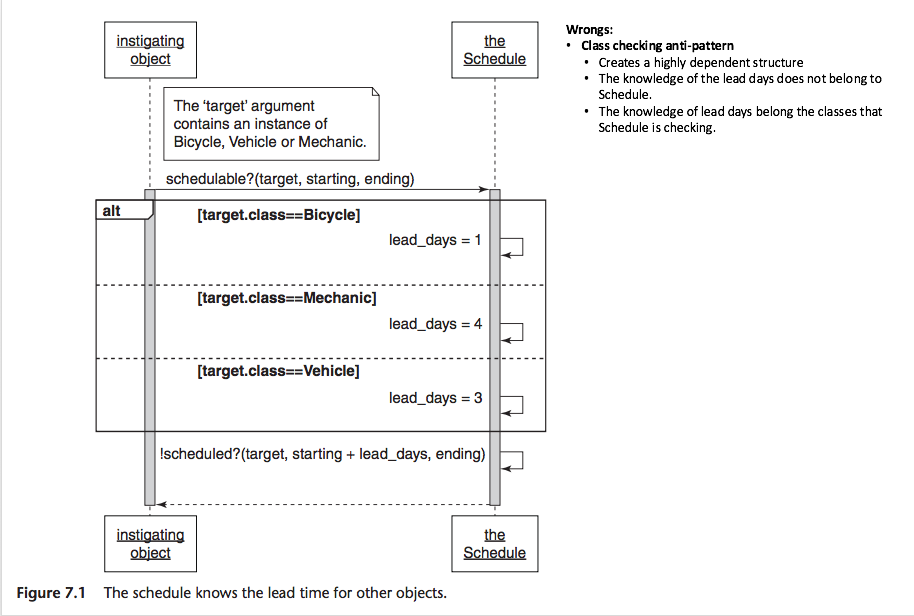 instigating
object
the
Schedule
The ‘target’ argument
contains an instance of
Bicycle, Vehicle or Mechanic.
schedulable?(target, starting, ending)
alt
[target.class==Bicycle]
lead_days = 1
[target.class==Mechanic]
lead_days = 4
[target.class==Vehicle]
lead_days = 3
!scheduled?(target, starting + lead_days, ending)
instigating
object
the
Schedule
Figure 7.1 The schedule knows the lead time for other objects.
Wrongs:
• Class checking anti-pattern
• Creates a highly dependent structure
• The knowledge of the lead days does not belong to
Schedule.
• The knowledge of lead days belong the classes that
Schedule is checking.